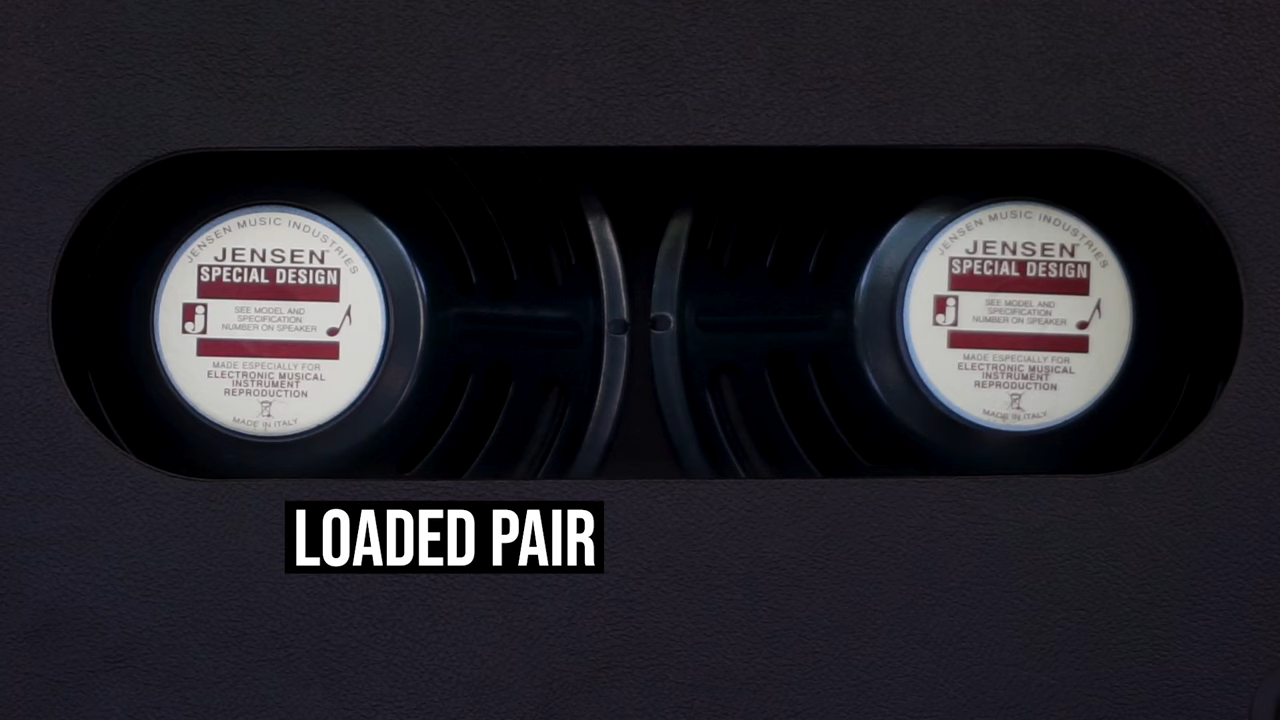 JENSEN MUSIC INDUSTRIES
JENSEN™
SPECIAL DESIGN
j
SEE MODEL AND
SPECIFICATION
NUMBER ON SPEAKER
MADE ESPECIALLY FOR
ELECTRONIC MUSICAL
INSTRUMENT
REPRODUCTION
MADE IN ITALY
JENSEN MUSIC INDUSTRIES
JENSEN™
SPECIAL DESIGN
j
SEE MODEL AND
SPECIFICATION
NUMBER ON SPEAKER
MADE ESPECIALLY FOR
ELECTRONIC MUSICAL
INSTRUMENT
REPRODUCTION
MADE IN ITALY
LOADED PAIR